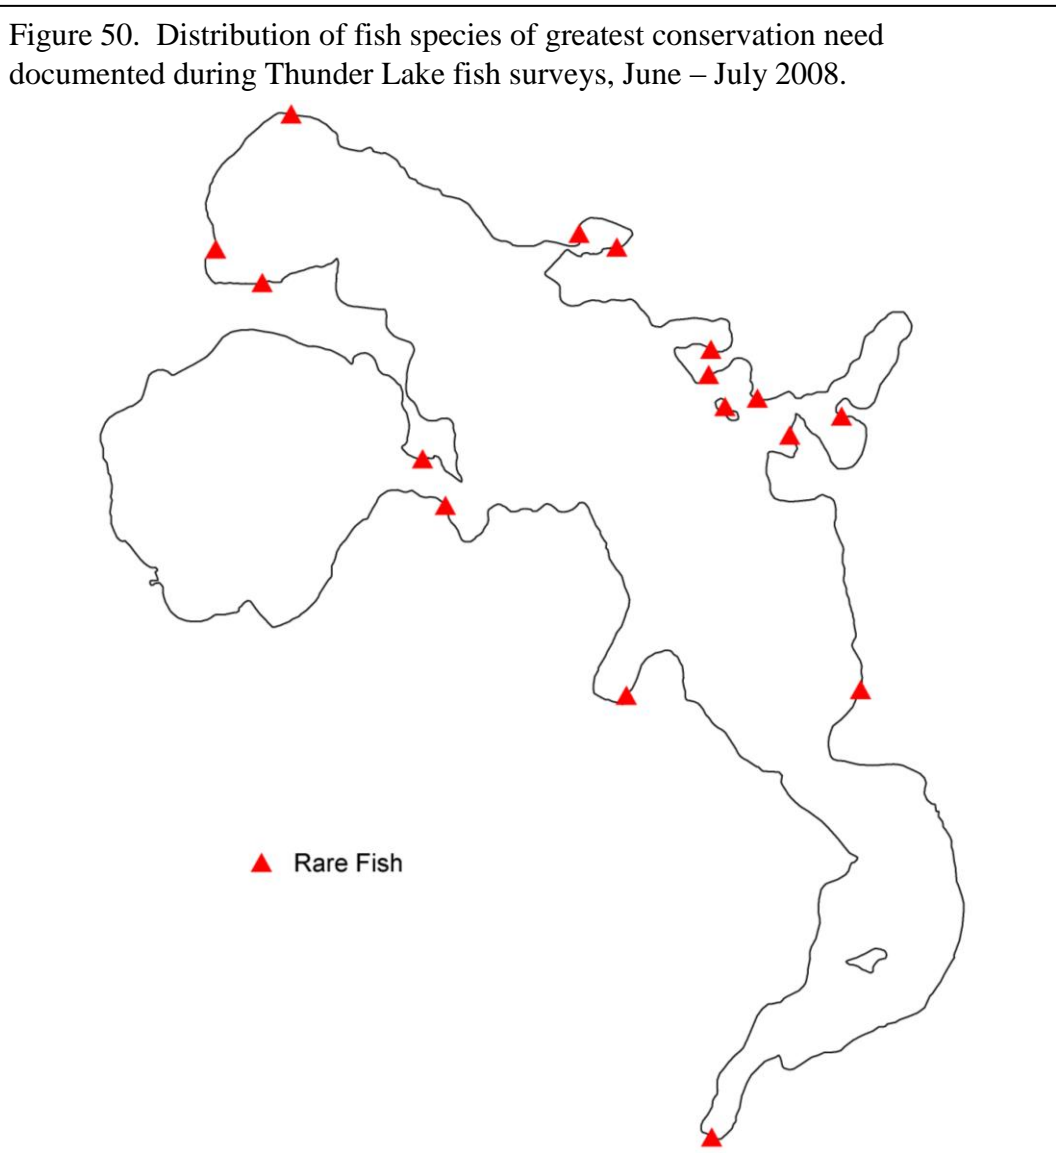 Figure 50.  Distribution of fish species of greatest conservation need
documented during Thunder Lake fish surveys, June – July 2008.
Rare Fish